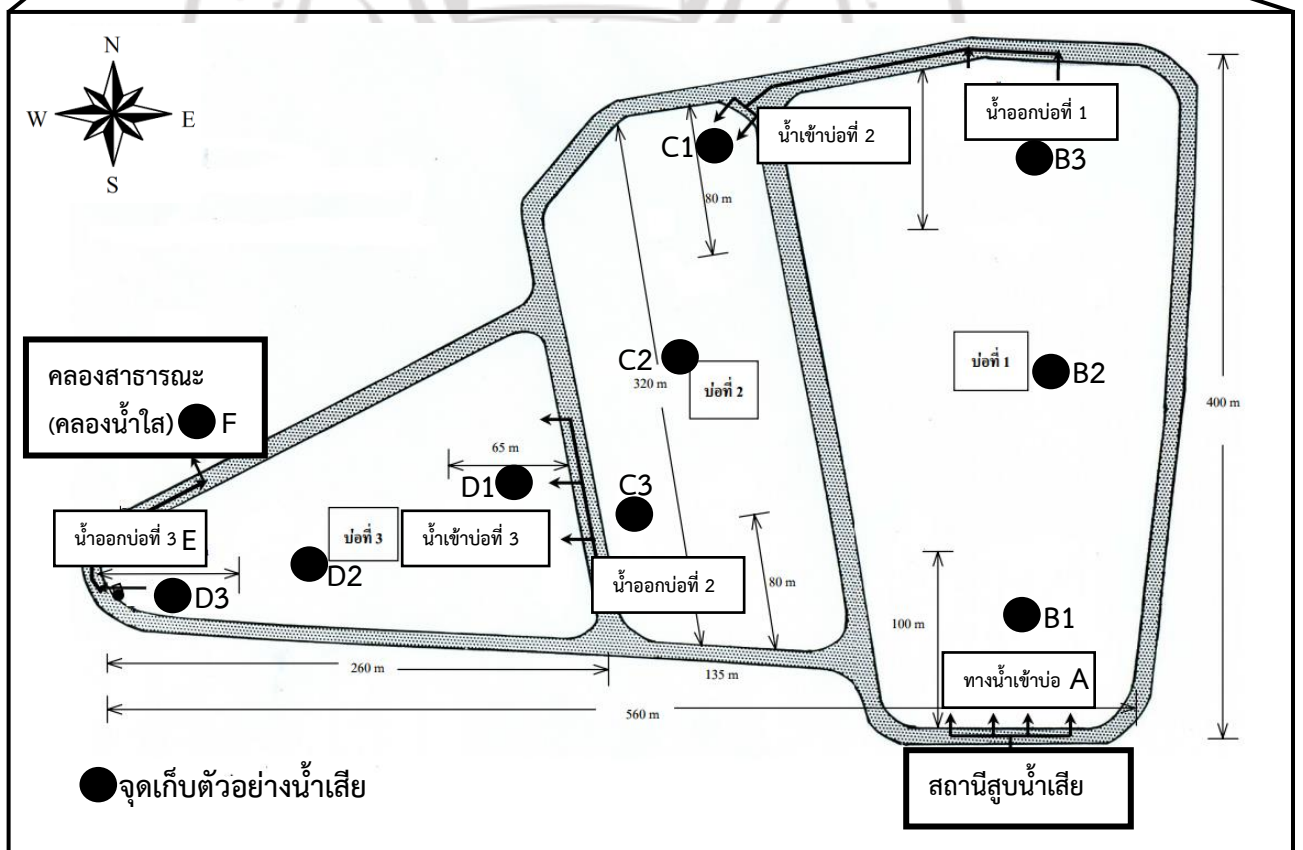 N
W
E
S
น้ำออกบ่อที่ 1
น้ำเข้าบ่อที่ 2
C1
B3
80 m
คลองสาธารณะ
(คลองน้ำใส) F
C2
320 m
บ่อที่ 2
บ่อที่ 1
B2
400 m
65 m
D1
C3
น้ำออกบ่อที่ 3 E
บ่อที่ 3
น้ำเข้าบ่อที่ 3
D2
D3
น้ำออกบ่อที่ 2
80 m
100 m
B1
260 m
135 m
ทางน้ำเข้าบ่อ A
560 m
จุดเก็บตัวอย่างน้ำเสีย
สถานีสูบน้ำเสีย